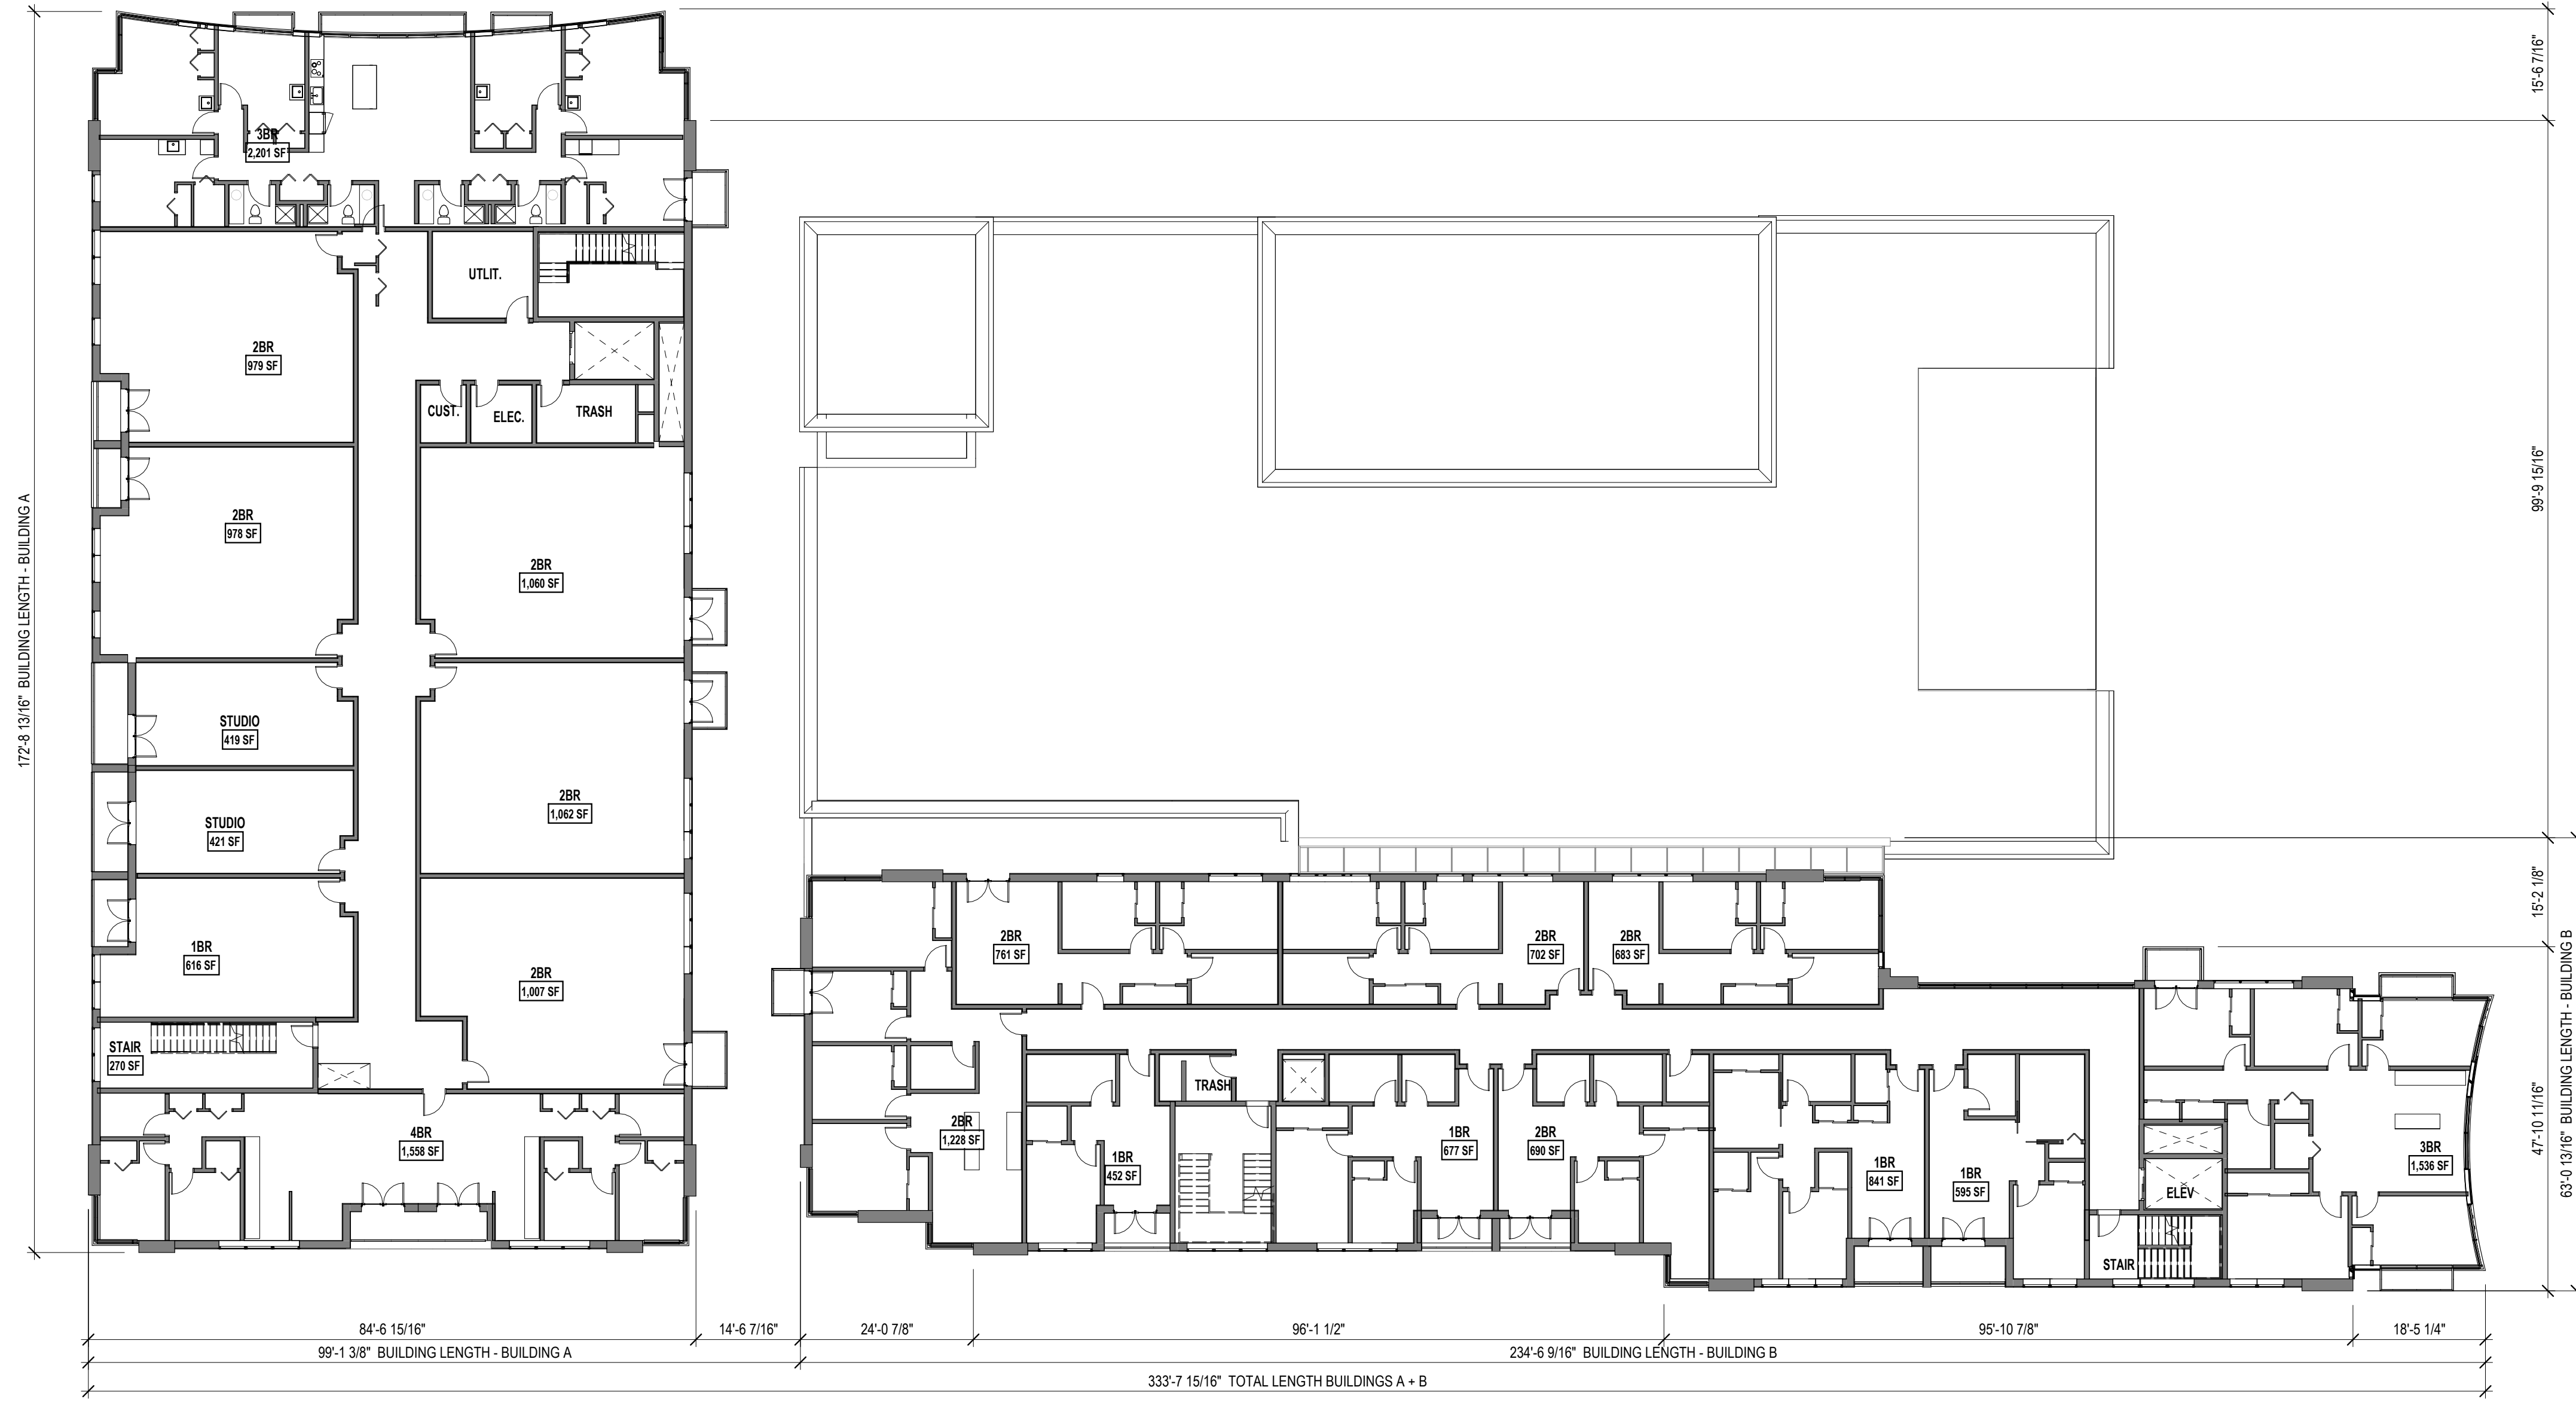 15'-6 7/16"
99'-9 15/16"
15'-2 1/8"
47'-10 11/16"
63'-0 13/16" BUILDING LENGTH - BUILDING B
172'-8 13/16" BUILDING LENGTH - BUILDING A
3BR
2,201 SF
UTLIT.
2BR
979 SF
CUST.
ELEC.
TRASH
2BR
978 SF
2BR
1,060 SF
STUDIO
419 SF
STUDIO
421 SF
2BR
1,062 SF
1BR
616 SF
2BR
1,007 SF
STAIR
270 SF
4BR
1,558 SF
2BR
761 SF
2BR
702 SF
2BR
683 SF
TRASH
2BR
1,228 SF
1BR
452 SF
1BR
677 SF
2BR
690 SF
1BR
841 SF
1BR
595 SF
3BR
1,536 SF
ELEV
STAIR
84'-6 15/16"
14'-6 7/16"
24'-0 7/8"
96'-1 1/2"
95'-10 7/8"
18'-5 1/4"
99'-1 3/8" BUILDING LENGTH - BUILDING A
234'-6 9/16" BUILDING LENGTH - BUILDING B
333'-7 15/16" TOTAL LENGTH BUILDINGS A + B